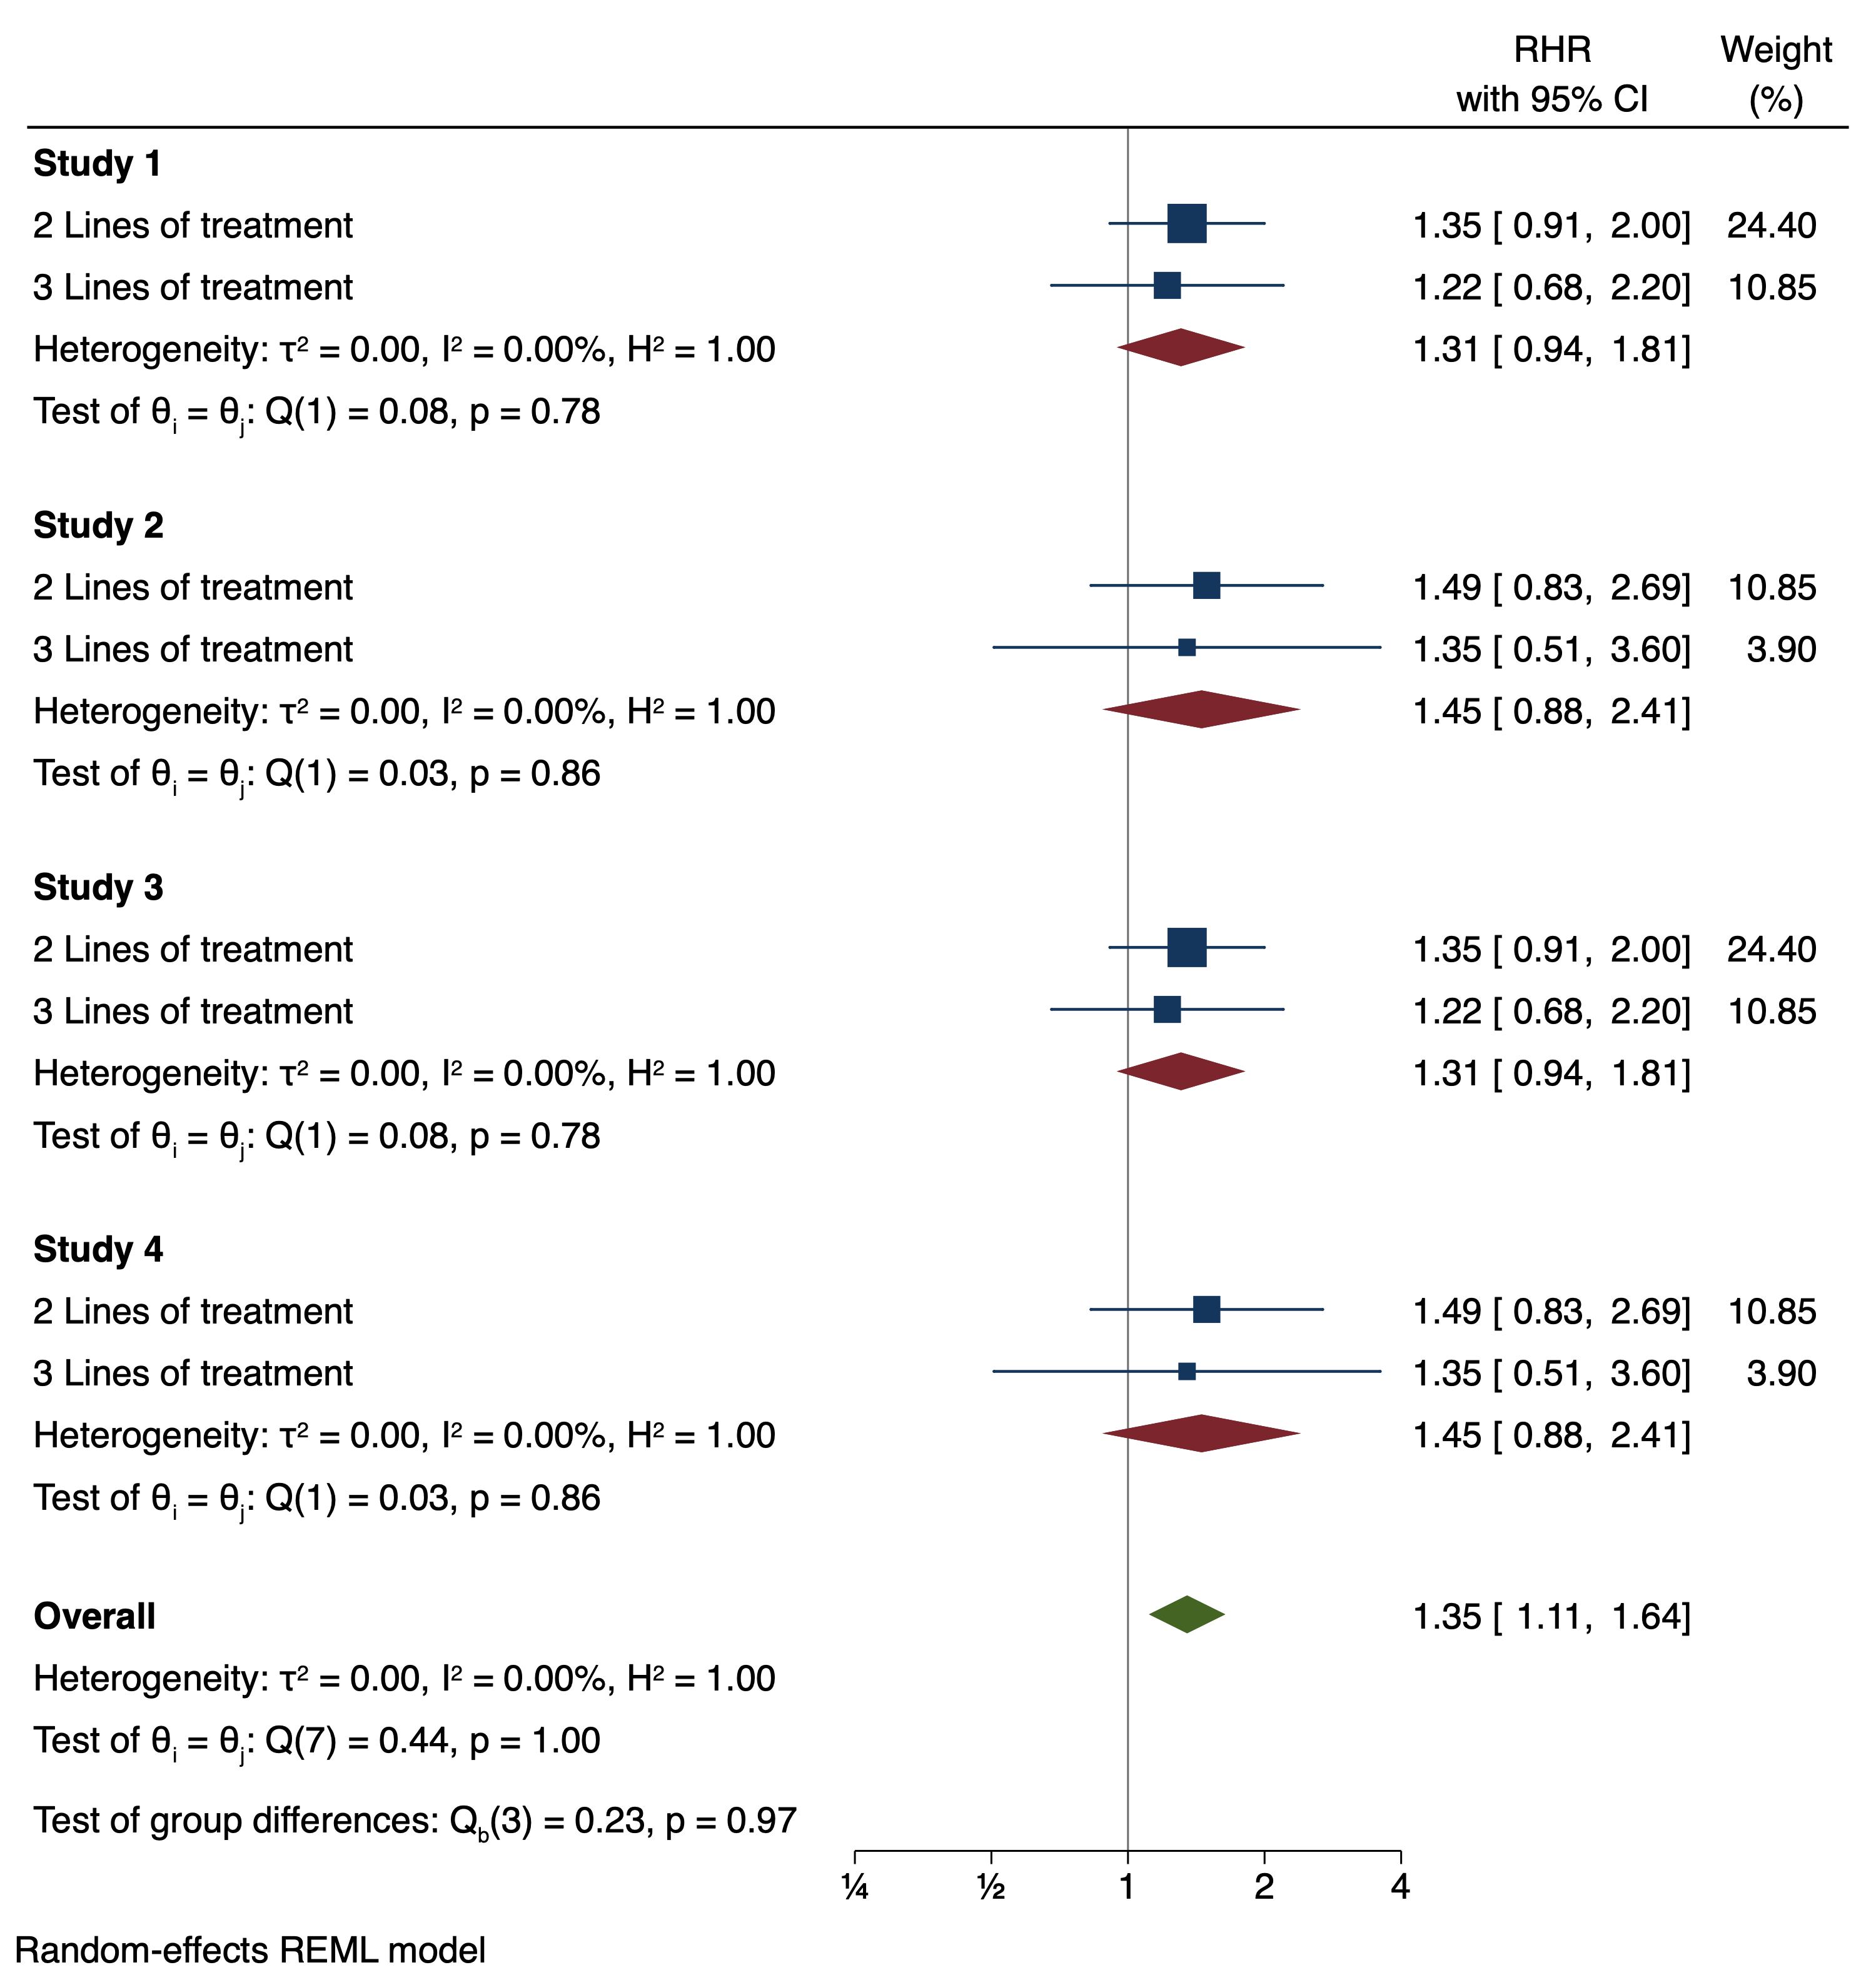 RHR Weight
with 95% CI (%)
Study 1
2 Lines of treatment 1.35 [ 0.91, 2.00] 24.40
3 Lines of treatment 1.22 [ 0.68, 2.20] 10.85
Heterogeneity: τ² = 0.00, I² = 0.00%, H² = 1.00 1.31 [ 0.94, 1.81]
Test of θᵢ = θⱼ: Q(1) = 0.08, p = 0.78
Study 2
2 Lines of treatment 1.49 [ 0.83, 2.69] 10.85
3 Lines of treatment 1.35 [ 0.51, 3.60] 3.90
Heterogeneity: τ² = 0.00, I² = 0.00%, H² = 1.00 1.45 [ 0.88, 2.41]
Test of θᵢ = θⱼ: Q(1) = 0.03, p = 0.86
Study 3
2 Lines of treatment 1.35 [ 0.91, 2.00] 24.40
3 Lines of treatment 1.22 [ 0.68, 2.20] 10.85
Heterogeneity: τ² = 0.00, I² = 0.00%, H² = 1.00 1.31 [ 0.94, 1.81]
Test of θᵢ = θⱼ: Q(1) = 0.08, p = 0.78
Study 4
2 Lines of treatment 1.49 [ 0.83, 2.69] 10.85
3 Lines of treatment 1.35 [ 0.51, 3.60] 3.90
Heterogeneity: τ² = 0.00, I² = 0.00%, H² = 1.00 1.45 [ 0.88, 2.41]
Test of θᵢ = θⱼ: Q(1) = 0.03, p = 0.86
Overall 1.35 [ 1.11, 1.64]
Heterogeneity: τ² = 0.00, I² = 0.00%, H² = 1.00
Test of θᵢ = θⱼ: Q(7) = 0.44, p = 1.00
Test of group differences: Q_b(3) = 0.23, p = 0.97
¼ ½ 1 2 4
Random-effects REML model